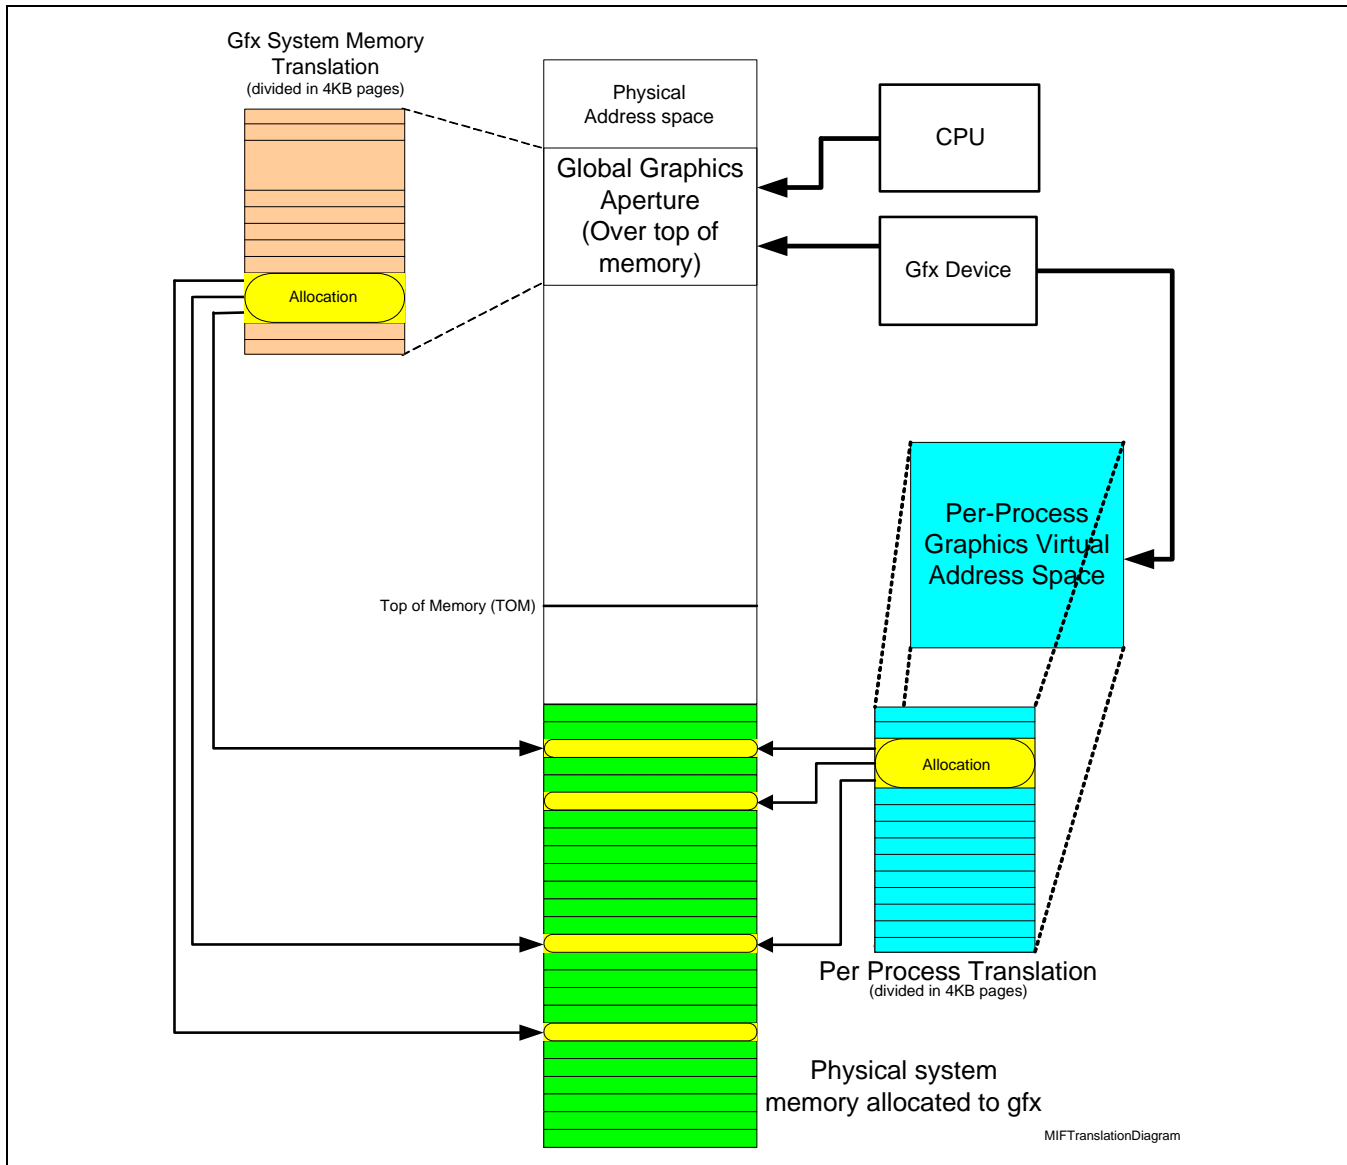 Gfx System Memory
Translation
(divided in 4KB pages)
Physical
Address space
CPU
Global Graphics
Aperture
(Over top of
memory)
Gfx Device
Allocation
Per-Process
Graphics Virtual
Address Space
Top of Memory (TOM)
Allocation
Per Process Translation
(divided in 4KB pages)
Physical system
memory allocated to gfx
MIFTranslationDiagram